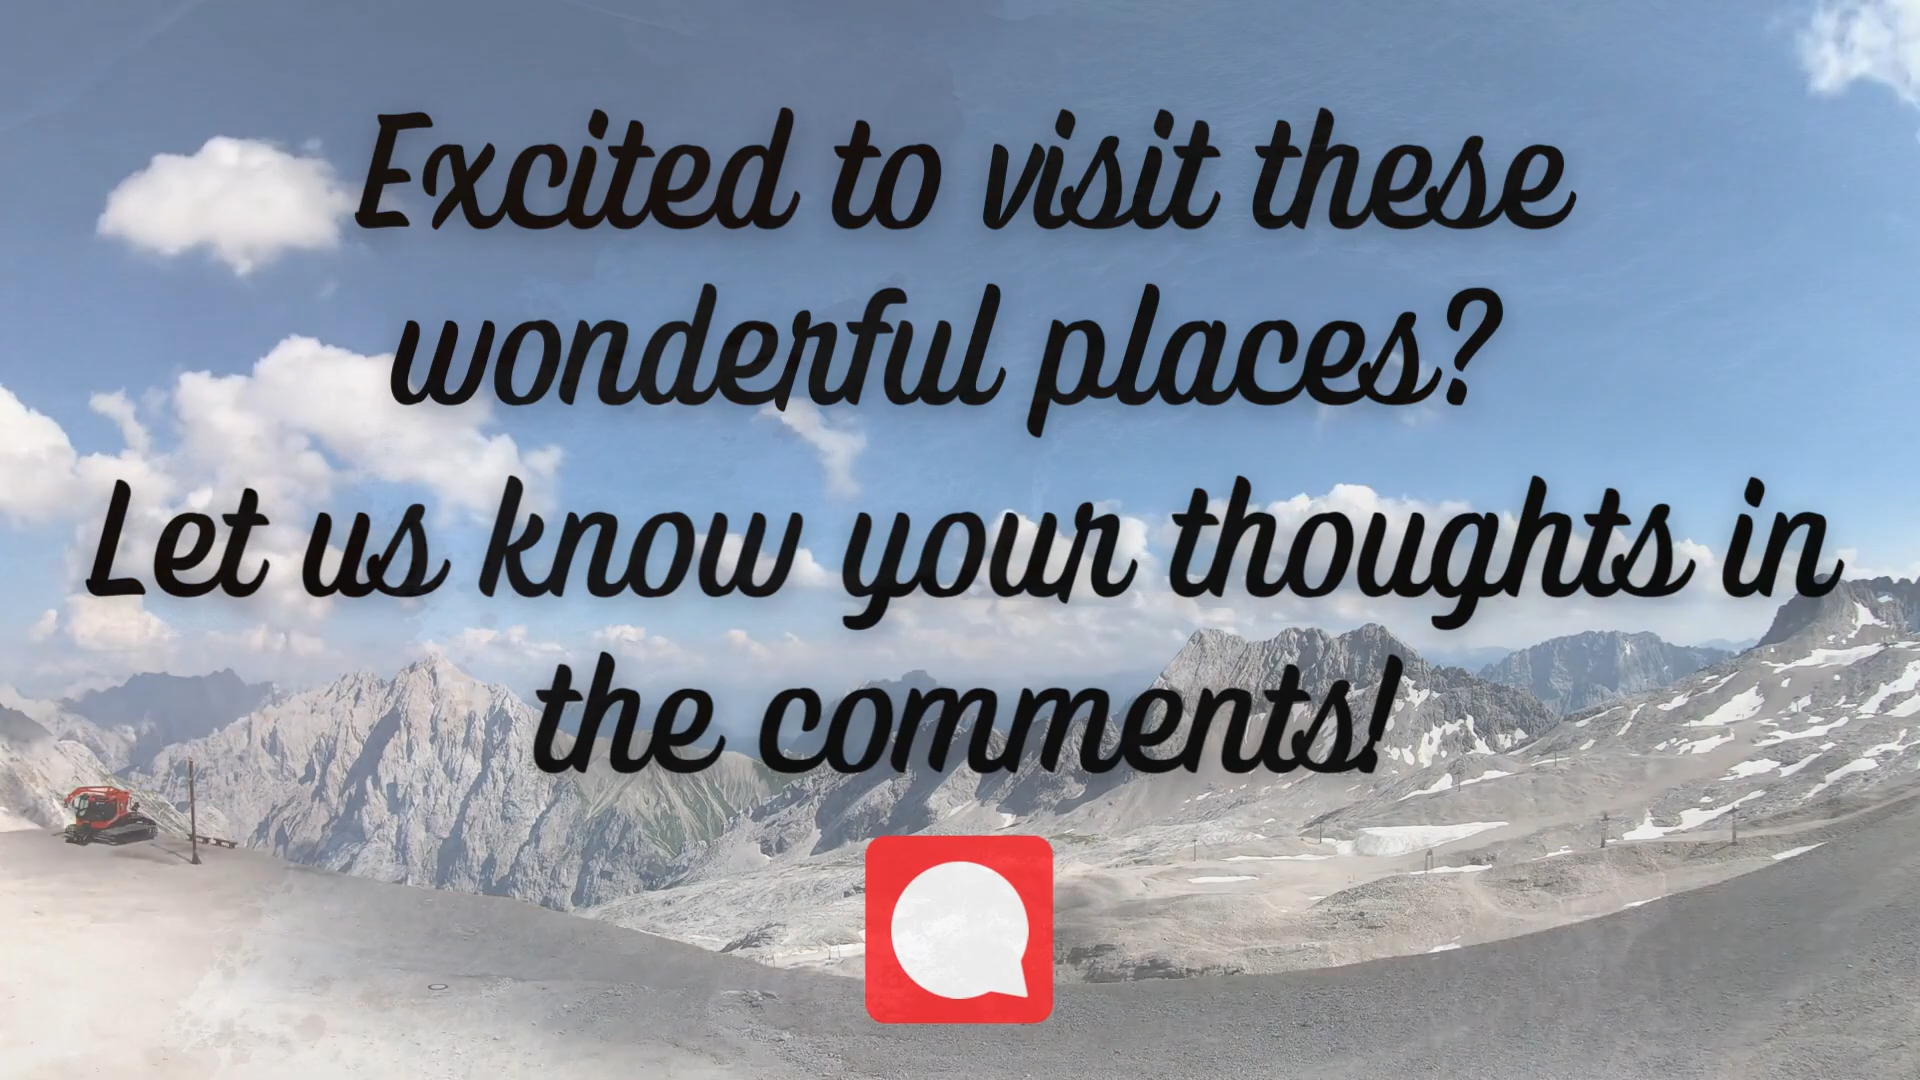 Excited to visit these
wonderful places?
Let us know your thoughts in
the comments!